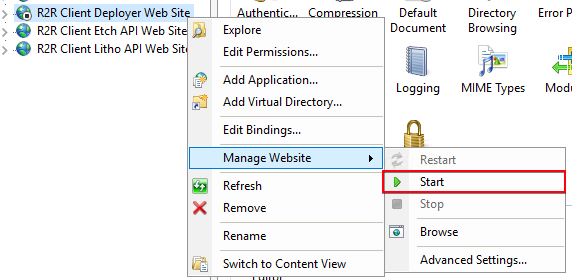 R2R Client Deployer Web Site
R2R Client Etch API Web Site
R2R Client Litho API Web Site
Authentic...
Compression
Default
Document
Directory
Browsing
Error P
Logging
MIME Types
Modu
Explore
Edit Permissions...
Add Application...
Add Virtual Directory...
Edit Bindings...
Manage Website
Refresh
Remove
Rename
Switch to Content View
Restart
Start
Stop
Browse
Advanced Settings...
Editor